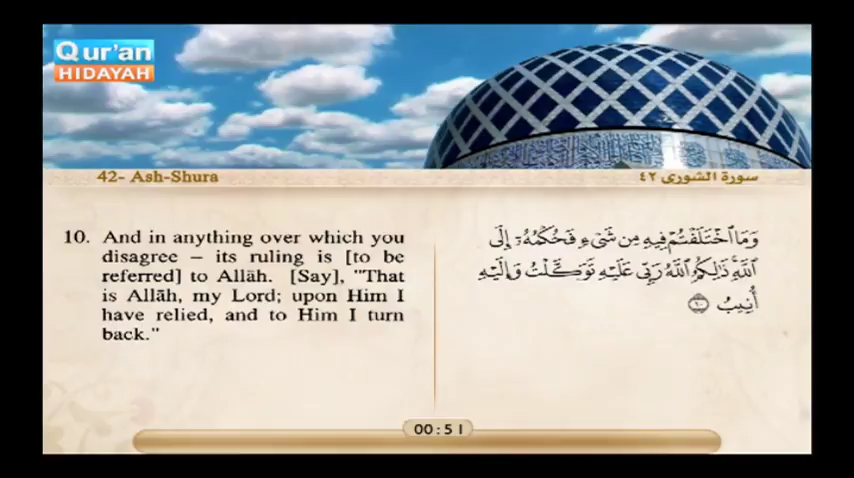 Qur'an
HIDAYAH
42- Ash-Shura
سورة الشورى ٤٢
10. And in anything over which you
disagree – its ruling is [to be
referred] to Allāh. [Say], "That
is Allāh, my Lord; upon Him I
have relied, and to Him I turn
back."
وَمَا ٱخْتَلَفْتُمْ فِيهِ مِن شَىْءٍ فَحُكْمُهُۥٓ إِلَى
ٱللَّهِ ۚ ذَٰلِكُمُ ٱللَّهُ رَبِّى عَلَيْهِ تَوَكَّلْتُ وَإِلَيْهِ
أُنِيبُ ١٠
00:51